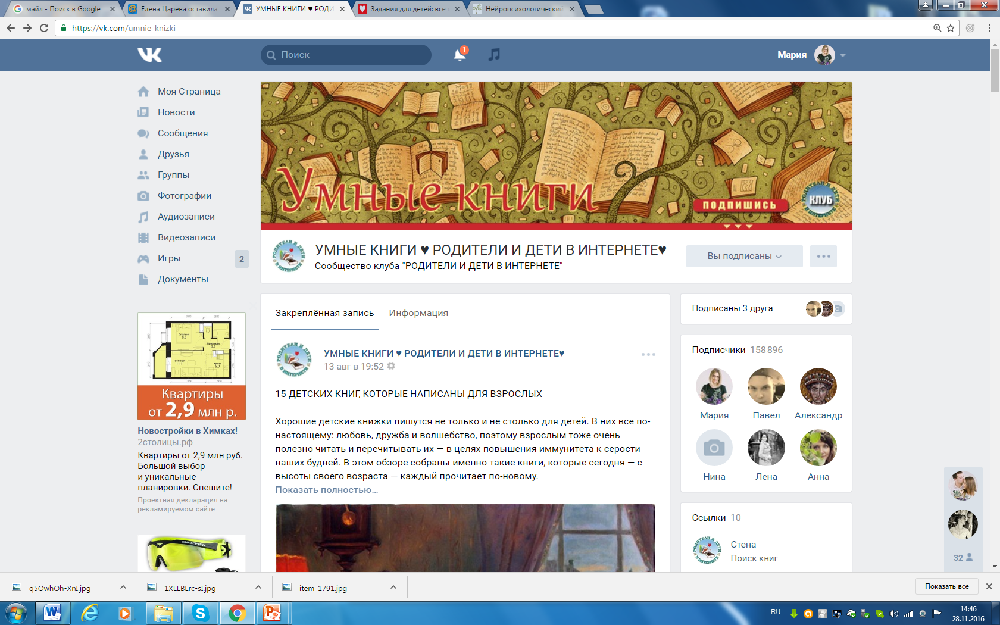 майл - Поиск в Google
Елена Царёва оставила
УМНЫЕ КНИГИ ♥ РОДИ
Задания для детей: все
Нейропсихологический
https://vk.com/umnie_knizki
Поиск
1
Мария
Моя Страница
Новости
Сообщения
Друзья
Группы
Фотографии
Аудиозаписи
Видеозаписи
Игры
2
Документы
Умные книги
ПОДПИШИСЬ
РОДИТЕЛИ И ДЕТИ
КЛУБ
В ИНТЕРНЕТЕ
УМНЫЕ КНИГИ ♥ РОДИТЕЛИ И ДЕТИ В ИНТЕРНЕТЕ♥
Сообщество клуба "РОДИТЕЛИ И ДЕТИ В ИНТЕРНЕТЕ"
Вы подписаны
Закреплённая запись
Информация
УМНЫЕ КНИГИ ♥ РОДИТЕЛИ И ДЕТИ В ИНТЕРНЕТЕ♥
13 авг в 19:52
15 ДЕТСКИХ КНИГ, КОТОРЫЕ НАПИСАНЫ ДЛЯ ВЗРОСЛЫХ
Хорошие детские книжки пишутся не только и не столько для детей. В них все по-
настоящему: любовь, дружба и волшебство, поэтому взрослым тоже очень
полезно читать и перечитывать их — в целях повышения иммунитета к серости
наших будней. В этом обзоре собраны именно такие книги, которые сегодня — с
высоты своего возраста — каждый прочитает по-новому.
Показать полностью…
Подписаны 3 друга
Подписчики 158 896
Мария
Павел
Александр
Нина
Лена
Анна
Ссылки 10
Стена
Поиск книг
32
Квартиры
от 2,9 млн р.
Новостройки в Химках!
2столицы.рф
Квартиры от 2,9 млн руб.
Большой выбор
и уникальные
планировки. Спешите!
Проектная декларация на
рекламируемом сайте
ONEWAY
q5OwhOh-XnI.jpg
1XLLBLrc-sI.jpg
item_1791.jpg
Показать все
RU
14:46
28.11.2016